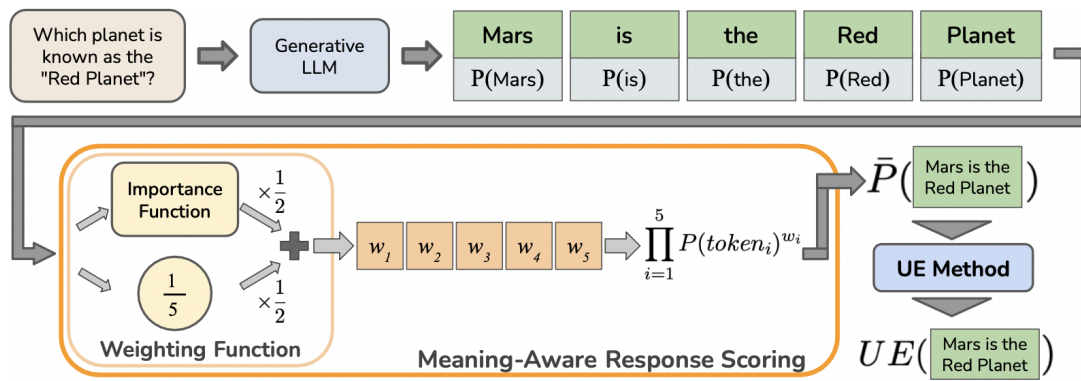 Which planet is
known as the
"Red Planet"?
Generative
LLM
Mars is the Red Planet
P(Mars) P(is) P(the) P(Red) P(Planet)
Importance
Function
×1/2
1/5
×1/2
Weighting Function
w₁ w₂ w₃ w₄ w₅
∏ᵢ₌₁⁵ P(tokenᵢ)^wᵢ
Meaning-Aware Response Scoring
P̄(Mars is the
Red Planet)
UE Method
UE(Mars is the
Red Planet)